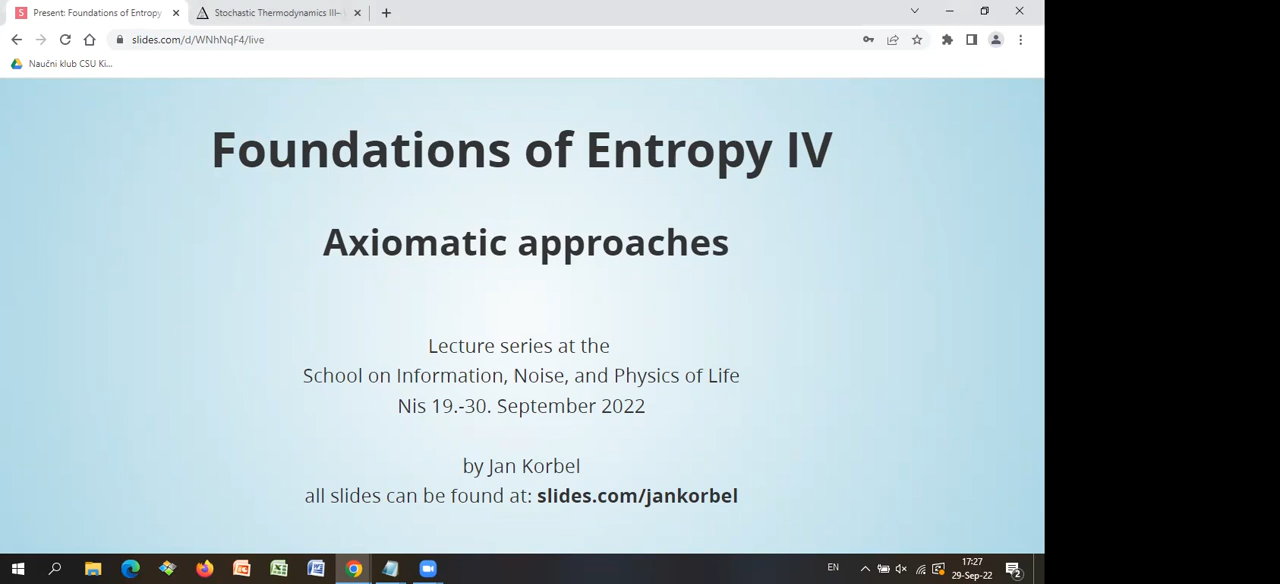 Present: Foundations of Entropy
Stochastic Thermodynamics III–
slides.com/d/WNhNqF4/live
Naučni klub CSU Ki...
Foundations of Entropy IV
Axiomatic approaches
Lecture series at the
School on Information, Noise, and Physics of Life
Nis 19.-30. September 2022
by Jan Korbel
all slides can be found at: slides.com/jankorbel
EN
17:27
29-Sep-22
2